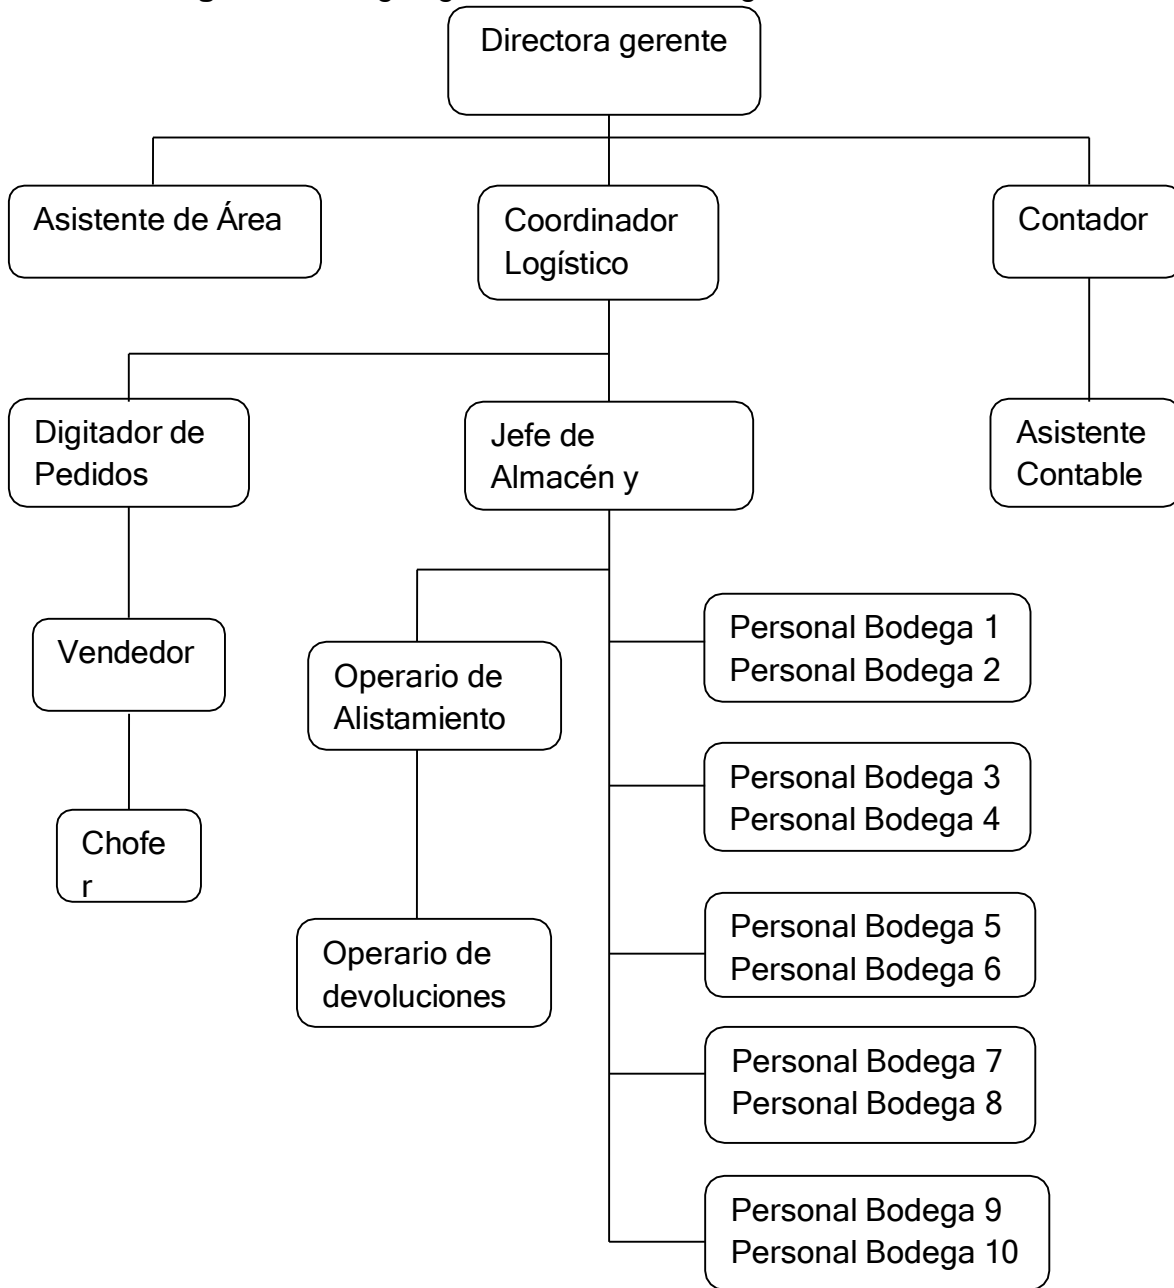 Directora gerente
Asistente de Área
Coordinador
Logístico
Contador
Digitador de
Pedidos
Jefe de
Almacén y
Asistente
Contable
Vendedor
Operario de
Alistamiento
Personal Bodega 1
Personal Bodega 2
Personal Bodega 3
Personal Bodega 4
Chofe
r
Operario de
devoluciones
Personal Bodega 5
Personal Bodega 6
Personal Bodega 7
Personal Bodega 8
Personal Bodega 9
Personal Bodega 10